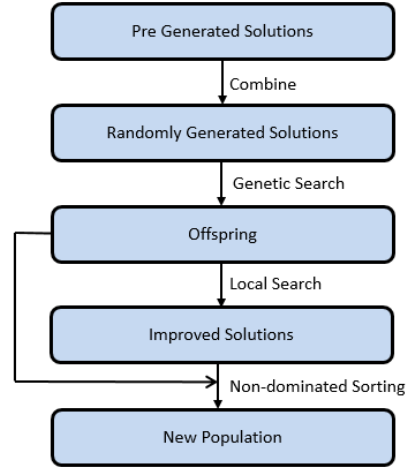 Pre Generated Solutions
Combine
Randomly Generated Solutions
Genetic Search
Offspring
Local Search
Improved Solutions
Non-dominated Sorting
New Population